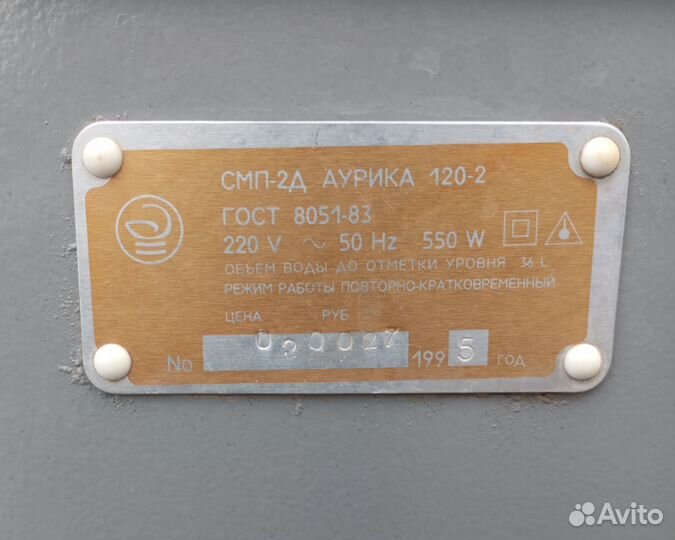 СМП-2Д АУРИКА 120-2
ГОСТ 8051-83
220 V ~ 50 Hz 550 W
ОБЪЕМ ВОДЫ ДО ОТМЕТКИ УРОВНЯ 36 L
РЕЖИМ РАБОТЫ ПОВТОРНО-КРАТКОВРЕМЕННЫЙ
ЦЕНА РУБ
No 020027 1995 год
Avito